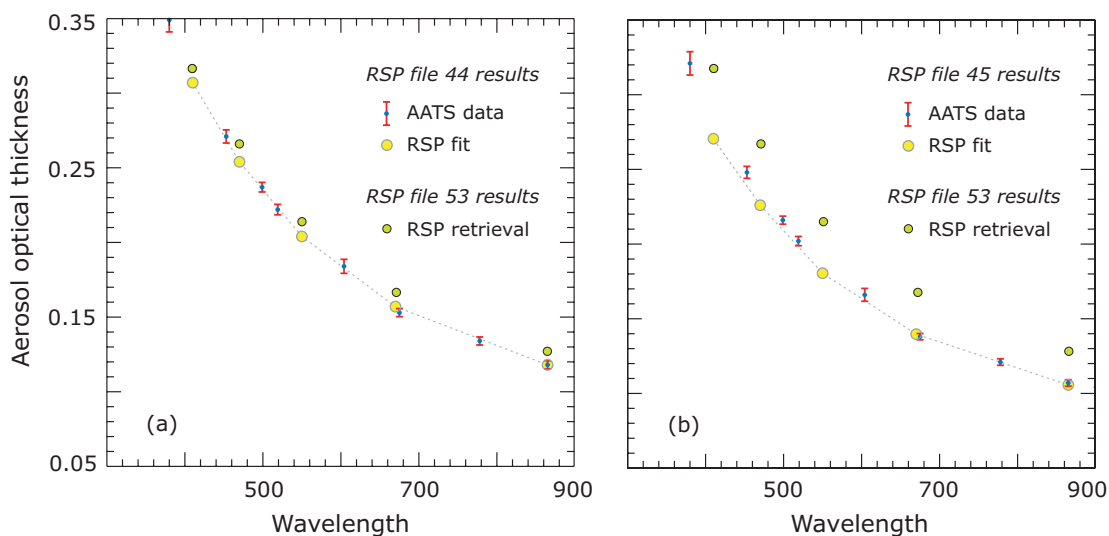 Aerosol optical thickness
0.35
0.25
0.15
0.05
RSP file 44 results
AATS data
RSP fit
RSP file 53 results
RSP retrieval
(a)
500
700
900
Wavelength
RSP file 45 results
AATS data
RSP fit
RSP file 53 results
RSP retrieval
(b)
500
700
900
Wavelength